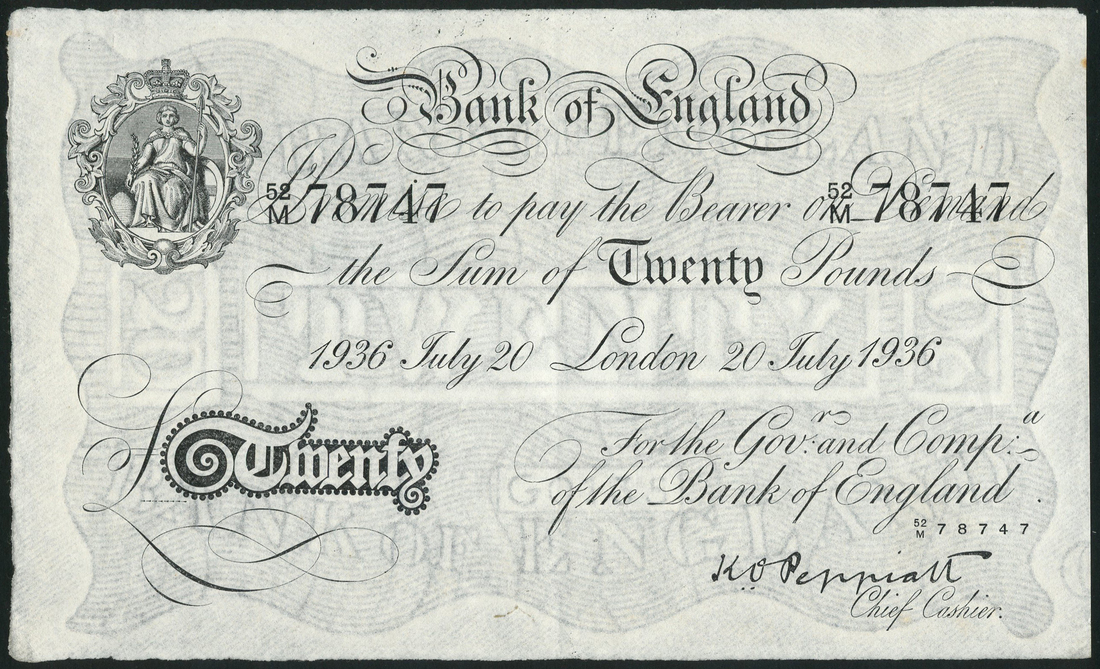 Bank of England
52/M 78747 52/M 78747
I Promise to pay the Bearer on Demand
the Sum of Twenty Pounds
1936 July 20 London 20 July 1936
£Twenty
For the Govr: and Compa:
of the Bank of England.
52/M 78747
K.O. Peppiatt
Chief Cashier.